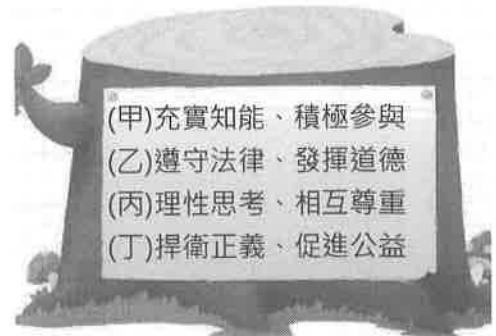 (甲)充實知能、積極參與
(乙)遵守法律、發揮道德
(丙)理性思考、相互尊重
(丁)捍衛正義、促進公益